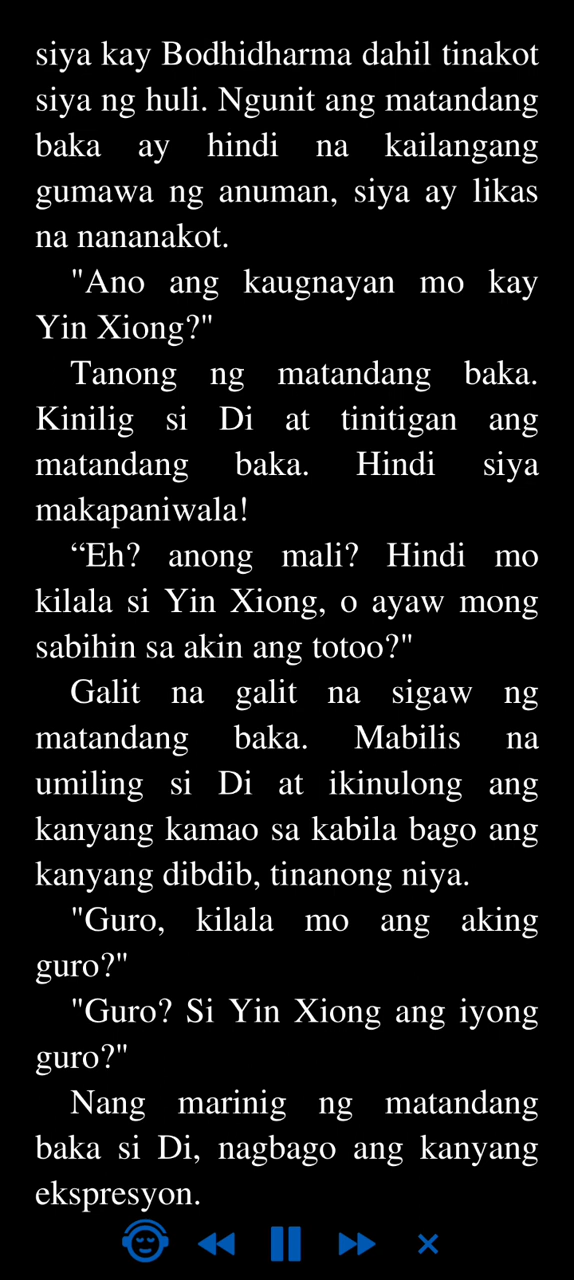 siya kay Bodhidharma dahil tinakot
siya ng huli. Ngunit ang matandang
baka ay hindi na kailangang
gumawa ng anuman, siya ay likas
na nananakot.
"Ano ang kaugnayan mo kay
Yin Xiong?"
Tanong ng matandang baka.
Kinilig si Di at tinitigan ang
matandang baka. Hindi siya
makapaniwala!
“Eh? anong mali? Hindi mo
kilala si Yin Xiong, o ayaw mong
sabihin sa akin ang totoo?"
Galit na galit na sigaw ng
matandang baka. Mabilis na
umiling si Di at ikinulong ang
kanyang kamao sa kabila bago ang
kanyang dibdib, tinanong niya.
"Guro, kilala mo ang aking
guro?"
"Guro? Si Yin Xiong ang iyong
guro?"
Nang marinig ng matandang
baka si Di, nagbago ang kanyang
ekspresyon.